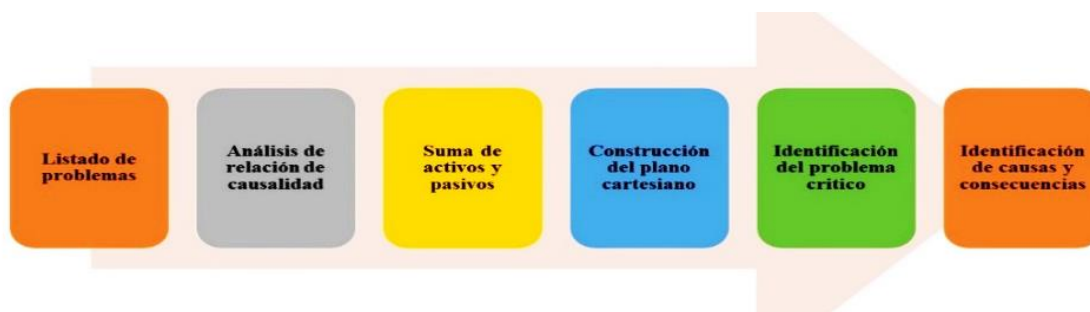 Listado de
problemas
Análisis de
relación de
causalidad
Suma de
activos y
pasivos
Construcción
del plano
cartesiano
Identificación
del problema
critico
Identificación
de causas y
consecuencias